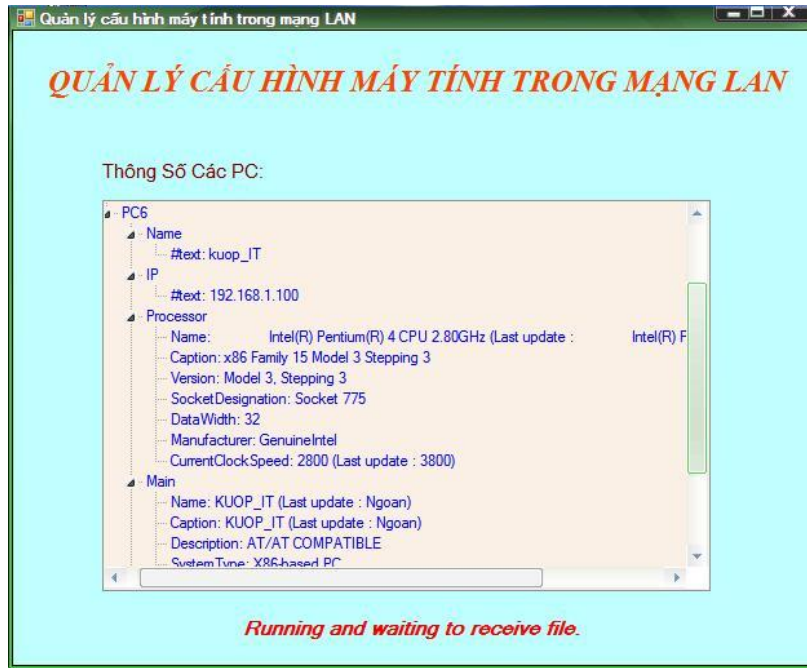 Quản lý cấu hình máy tính trong mạng LAN
QUẢN LÝ CẤU HÌNH MÁY TÍNH TRONG MẠNG LAN
Thông Số Các PC:
PC6
Name
#text: kuop_IT
IP
#text: 192.168.1.100
Processor
Name: Intel(R) Pentium(R) 4 CPU 2.80GHz (Last update : Intel(R) P
Caption: x86 Family 15 Model 3 Stepping 3
Version: Model 3, Stepping 3
SocketDesignation: Socket 775
DataWidth: 32
Manufacturer: GenuineIntel
CurrentClockSpeed: 2800 (Last update : 3800)
Main
Name: KUOP_IT (Last update : Ngoan)
Caption: KUOP_IT (Last update : Ngoan)
Description: AT/AT COMPATIBLE
SystemType: X86-based PC
Running and waiting to receive file.